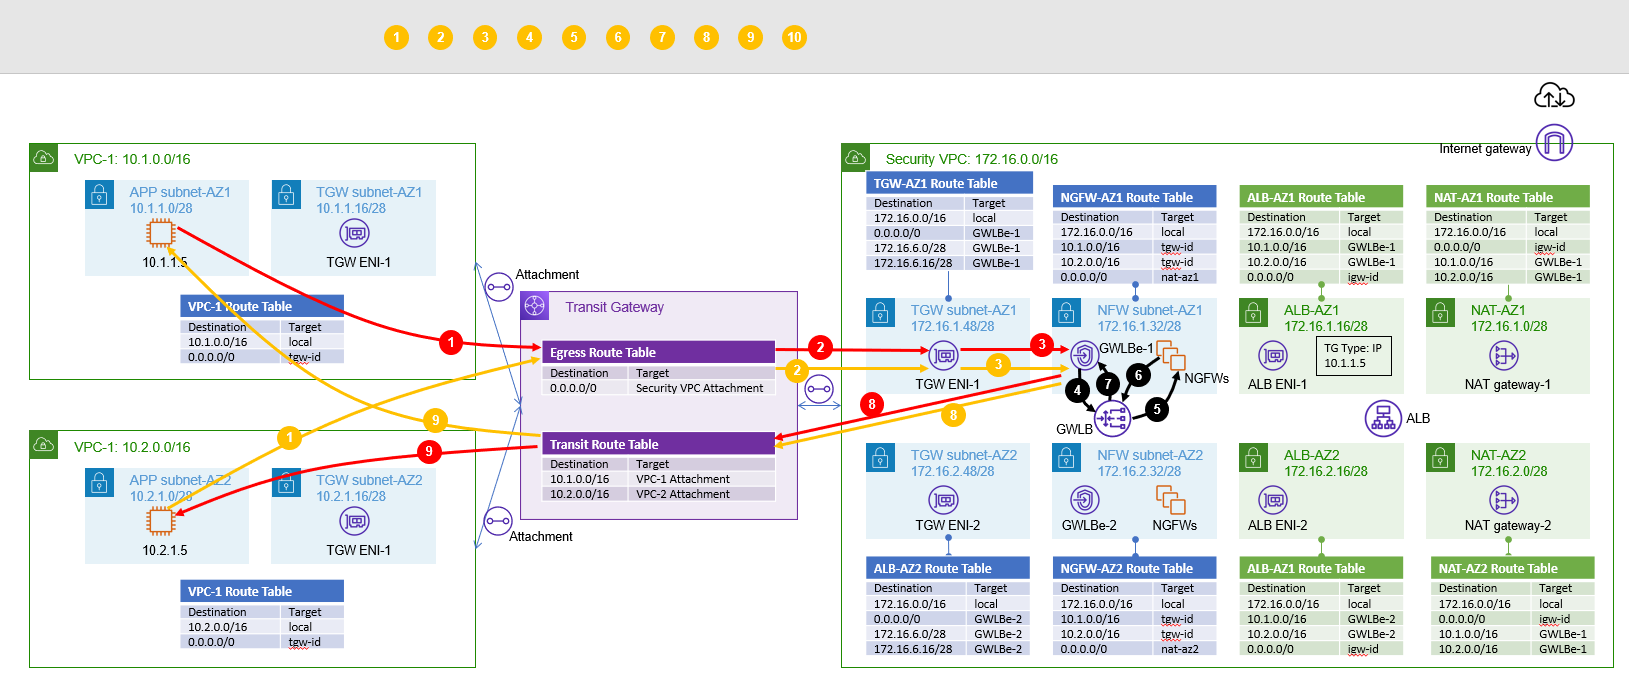 1 2 3 4 5 6 7 8 9 10
Internet gateway
VPC-1: 10.1.0.0/16
APP subnet-AZ1
10.1.1.0/28
10.1.1.5
TGW subnet-AZ1
10.1.1.16/28
TGW ENI-1
VPC-1 Route Table
Destination Target
10.1.0.0/16 local
0.0.0.0/0 tgw-id
VPC-1: 10.2.0.0/16
APP subnet-AZ2
10.2.1.0/28
10.2.1.5
TGW subnet-AZ2
10.2.1.16/28
TGW ENI-1
VPC-1 Route Table
Destination Target
10.2.0.0/16 local
0.0.0.0/0 tgw-id
Attachment
Attachment
Transit Gateway
Egress Route Table
Destination Target
0.0.0.0/0 Security VPC Attachment
Transit Route Table
Destination Target
10.1.0.0/16 VPC-1 Attachment
10.2.0.0/16 VPC-2 Attachment
1
1
2
2
3
3
4
5
6
7
8
8
9
9
Security VPC: 172.16.0.0/16
TGW-AZ1 Route Table
Destination Target
172.16.0.0/16 local
0.0.0.0/0 GWLBe-1
172.16.6.0/28 GWLBe-1
172.16.6.16/28 GWLBe-1
NGFW-AZ1 Route Table
Destination Target
172.16.0.0/16 local
10.1.0.0/16 tgw-id
10.2.0.0/16 tgw-id
0.0.0.0/0 nat-az1
ALB-AZ1 Route Table
Destination Target
172.16.0.0/16 local
10.1.0.0/16 GWLBe-1
10.2.0.0/16 GWLBe-1
0.0.0.0/0 igw-id
NAT-AZ1 Route Table
Destination Target
172.16.0.0/16 local
0.0.0.0/0 igw-id
10.1.0.0/16 GWLBe-1
10.2.0.0/16 GWLBe-1
TGW subnet-AZ1
172.16.1.48/28
TGW ENI-1
NFW subnet-AZ1
172.16.1.32/28
GWLBe-1
NGFWs
GWLB
ALB-AZ1
172.16.1.16/28
TG Type: IP
10.1.1.5
ALB ENI-1
NAT-AZ1
172.16.1.0/28
NAT gateway-1
ALB
TGW subnet-AZ2
172.16.2.48/28
TGW ENI-2
NFW subnet-AZ2
172.16.2.32/28
GWLBe-2
NGFWs
ALB-AZ2
172.16.2.16/28
ALB ENI-2
NAT-AZ2
172.16.2.0/28
NAT gateway-2
ALB-AZ2 Route Table
Destination Target
172.16.0.0/16 local
0.0.0.0/0 GWLBe-2
172.16.6.0/28 GWLBe-2
172.16.6.16/28 GWLBe-2
NGFW-AZ2 Route Table
Destination Target
172.16.0.0/16 local
10.1.0.0/16 tgw-id
10.2.0.0/16 tgw-id
0.0.0.0/0 nat-az2
ALB-AZ1 Route Table
Destination Target
172.16.0.0/16 local
10.1.0.0/16 GWLBe-2
10.2.0.0/16 GWLBe-2
0.0.0.0/0 igw-id
NAT-AZ2 Route Table
Destination Target
172.16.0.0/16 local
0.0.0.0/0 igw-id
10.1.0.0/16 GWLBe-1
10.2.0.0/16 GWLBe-1